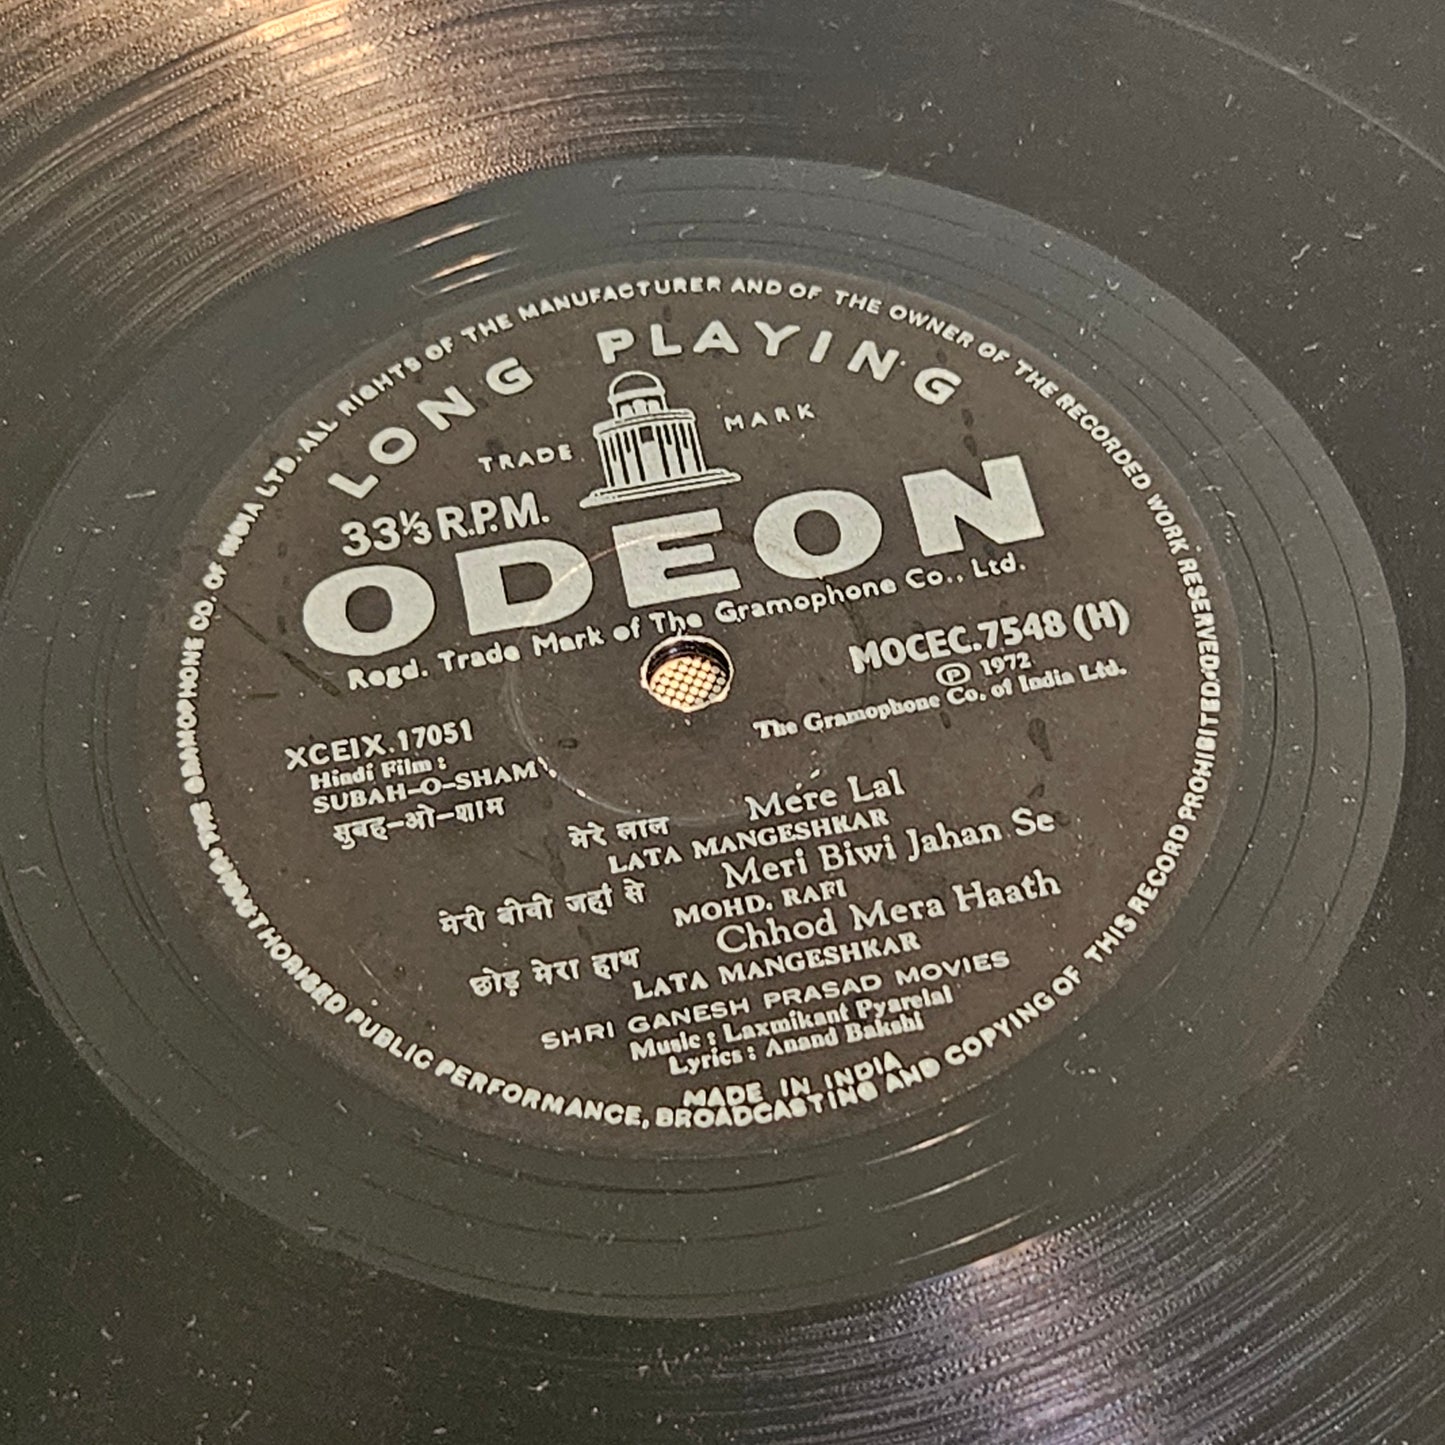 THE GRAMOPHONE CO. OF INDIA LTD. ALL RIGHTS OF THE MANUFACTURER AND OF THE OWNER OF THE RECORDED WORK RESERVED
UNAUTHORISED PUBLIC PERFORMANCE, BROADCASTING AND COPYING OF THIS RECORD PROHIBITED
LONG PLAYING
TRADE MARK
33⅓ R.P.M.
ODEON
Regd. Trade Mark of The Gramophone Co., Ltd.
MOCEC.7548 (H)
℗ 1972
The Gramophone Co. of India Ltd.
XCEIX.17051
Hindi Film :
SUBAH-O-SHAM
सुबह-ओ-शाम
मेरे लाल Mere Lal
LATA MANGESHKAR
मेरी बीवी जहां से Meri Biwi Jahan Se
MOHD. RAFI
छोड़ मेरा हाथ Chhod Mera Haath
LATA MANGESHKAR
SHRI GANESH PRASAD MOVIES
Music : Laxmikant Pyarelal
Lyrics : Anand Bakshi
MADE IN INDIA